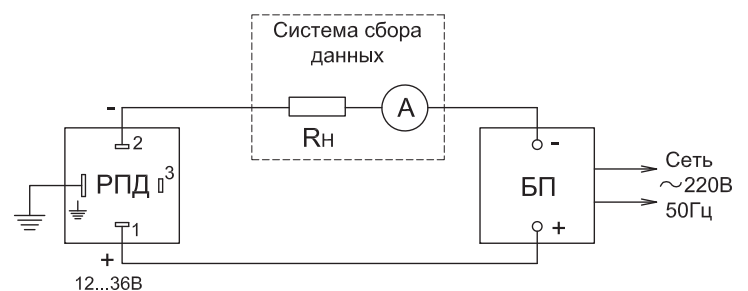 Система сбора
данных
-
A
Rн
2
-
РПД
3
БП
Сеть
~220В
50Гц
1
+
+
12...36В